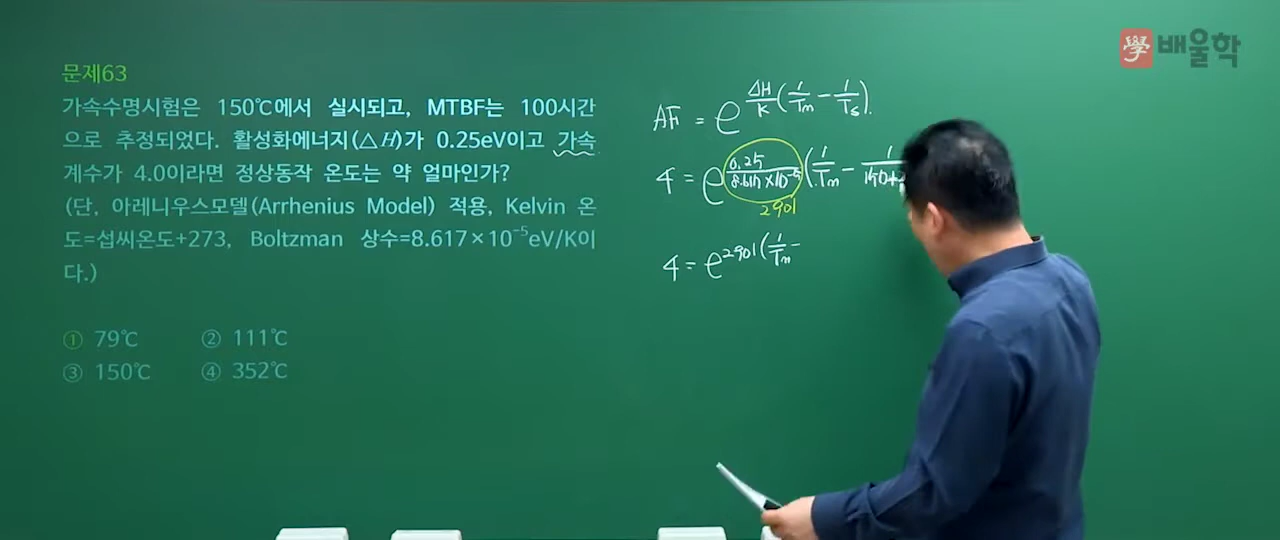 學 배울학
문제63
가속수명시험은 150℃에서 실시되고, MTBF는 100시간
으로 추정되었다. 활성화에너지(△H)가 0.25eV이고 가속
계수가 4.0이라면 정상동작 온도는 약 얼마인가?
(단, 아레니우스모델(Arrhenius Model) 적용, Kelvin 온
도=섭씨온도+273, Boltzman 상수=8.617×10⁻⁵eV/K이
다.)
① 79℃ ② 111℃
③ 150℃ ④ 352℃
AF = e^{ΔH/K(1/Tm - 1/Ts)}.
4 = e^{0.25/8.617×10⁻⁵(1/Tm - 1/150+
2901
4 = e^{2901(1/Tm -